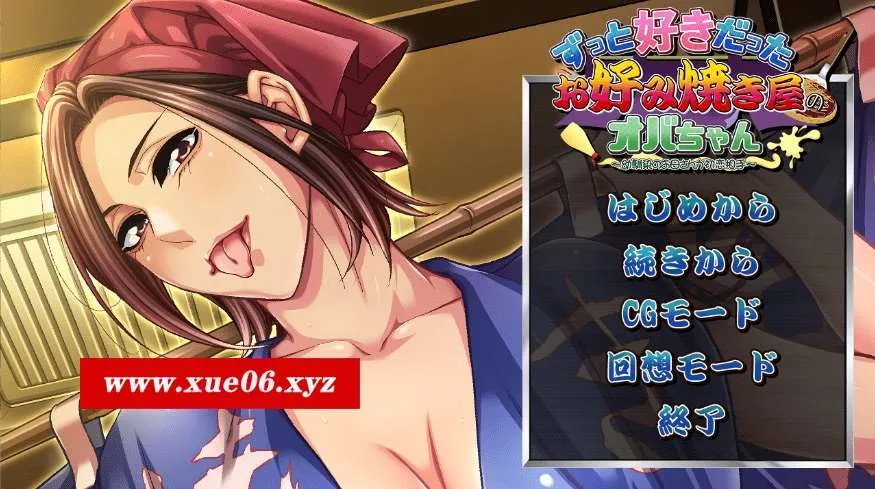 ずっと好きだった
お好み焼き屋の
オバちゃん
はじめから
続きから
CGモード
回想モード
終了
www.xue06.xyz